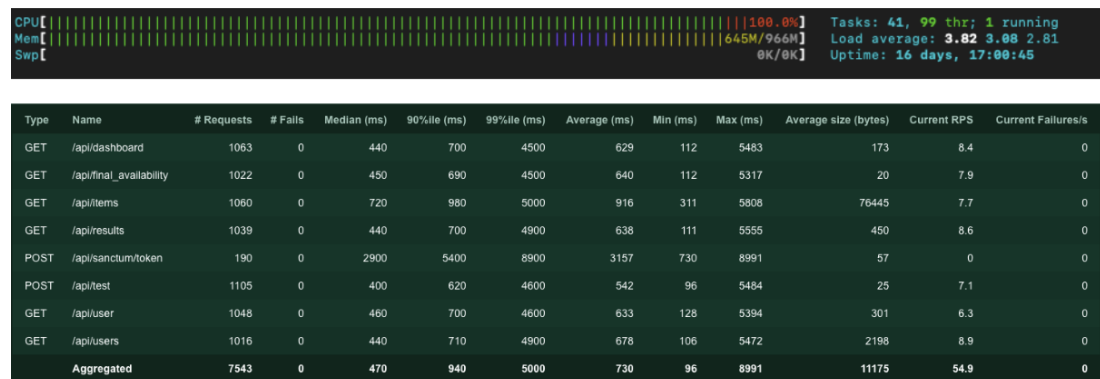 CPU[||||||||||||||||||||||||||||||||||||||||||||||||||||||||||||||||||||||||||||||||||||100.0%] Tasks: 41, 99 thr; 1 running
Mem[||||||||||||||||||||||||||||||||||||||||||||||||||||||||||||||||||||||||||||||||||645M/966M] Load average: 3.82 3.08 2.81
Swp[ 0K/0K] Uptime: 16 days, 17:00:45
Type Name # Requests # Fails Median (ms) 90%ile (ms) 99%ile (ms) Average (ms) Min (ms) Max (ms) Average size (bytes) Current RPS Current Failures/s
GET /api/dashboard 1063 0 440 700 4500 629 112 5483 173 8.4 0
GET /api/final_availability 1022 0 450 690 4500 640 112 5317 20 7.9 0
GET /api/items 1060 0 720 980 5000 916 311 5808 76445 7.7 0
GET /api/results 1039 0 440 700 4900 638 111 5555 450 8.6 0
POST /api/sanctum/token 190 0 2900 5400 8900 3157 730 8991 57 0 0
POST /api/test 1105 0 400 620 4600 542 96 5484 25 7.1 0
GET /api/user 1048 0 460 700 4600 633 128 5394 301 6.3 0
GET /api/users 1016 0 440 710 4900 678 106 5472 2198 8.9 0
Aggregated 7543 0 470 940 5000 730 96 8991 11175 54.9 0